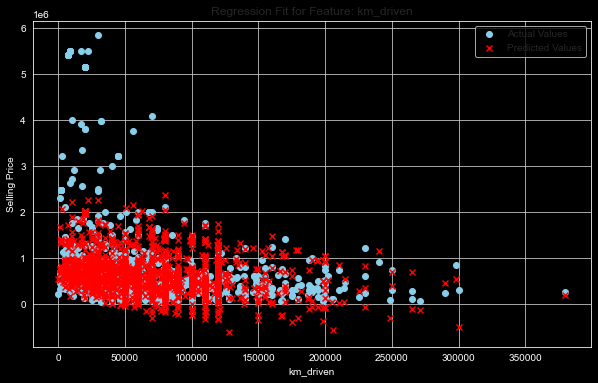 Regression Fit for Feature: km_driven
1e6
Actual Values
Predicted Values
6
5
4
3
2
1
0
Selling Price
0 50000 100000 150000 200000 250000 300000 350000
km_driven